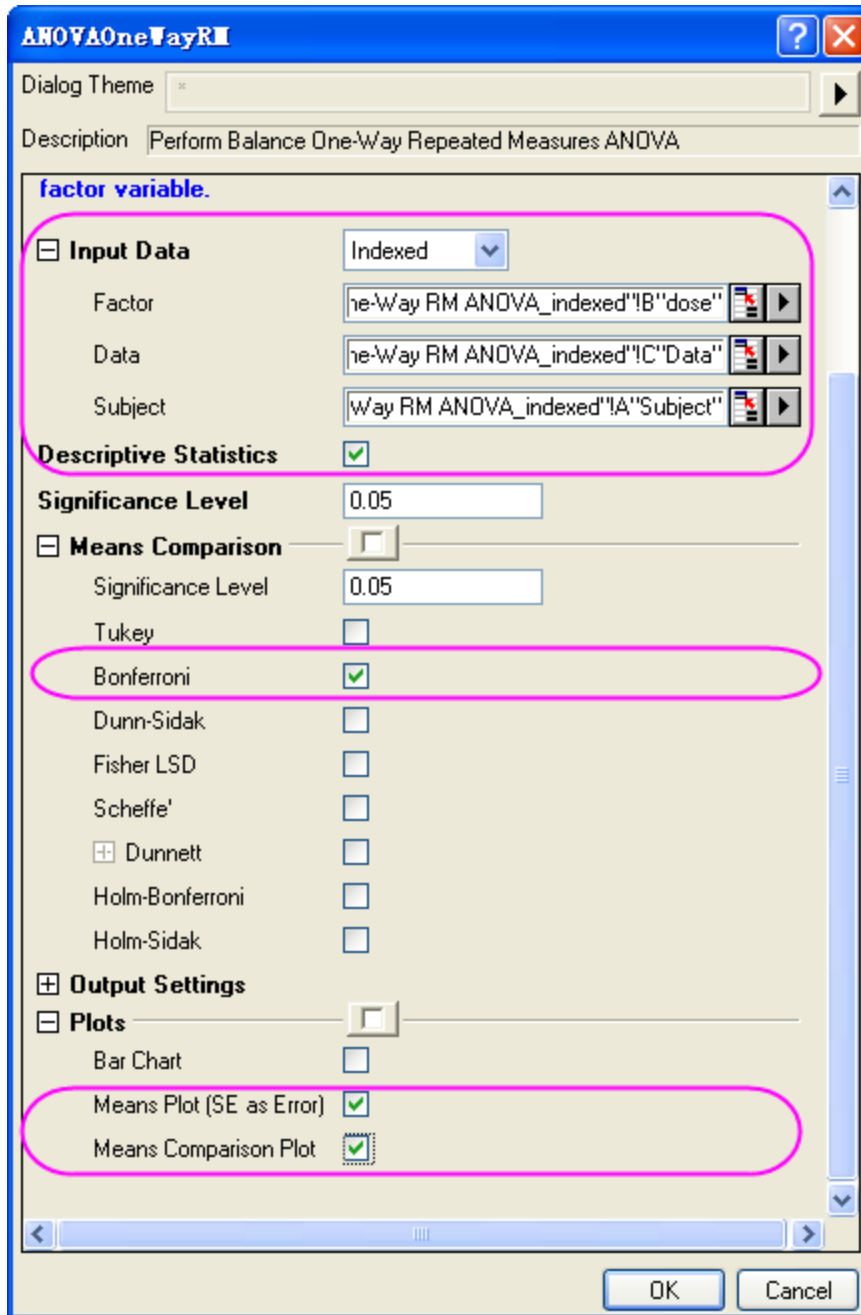 ANOVAOneWayRM
Dialog Theme *
Description Perform Balance One-Way Repeated Measures ANOVA
factor variable.
Input Data Indexed
Factor ne-Way RM ANOVA_indexed"!B"dose"
Data ne-Way RM ANOVA_indexed"!C"Data"
Subject Way RM ANOVA_indexed"!A"Subject"
Descriptive Statistics
Significance Level 0.05
Means Comparison
Significance Level 0.05
Tukey
Bonferroni
Dunn-Sidak
Fisher LSD
Scheffe'
Dunnett
Holm-Bonferroni
Holm-Sidak
Output Settings
Plots
Bar Chart
Means Plot (SE as Error)
Means Comparison Plot
OK Cancel